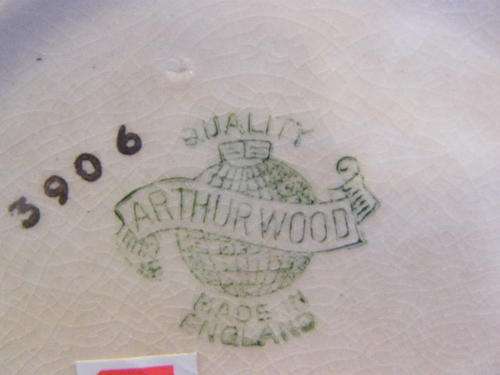 QUALITY
3906
ARTHUR WOOD
MADE IN
ENGLAND